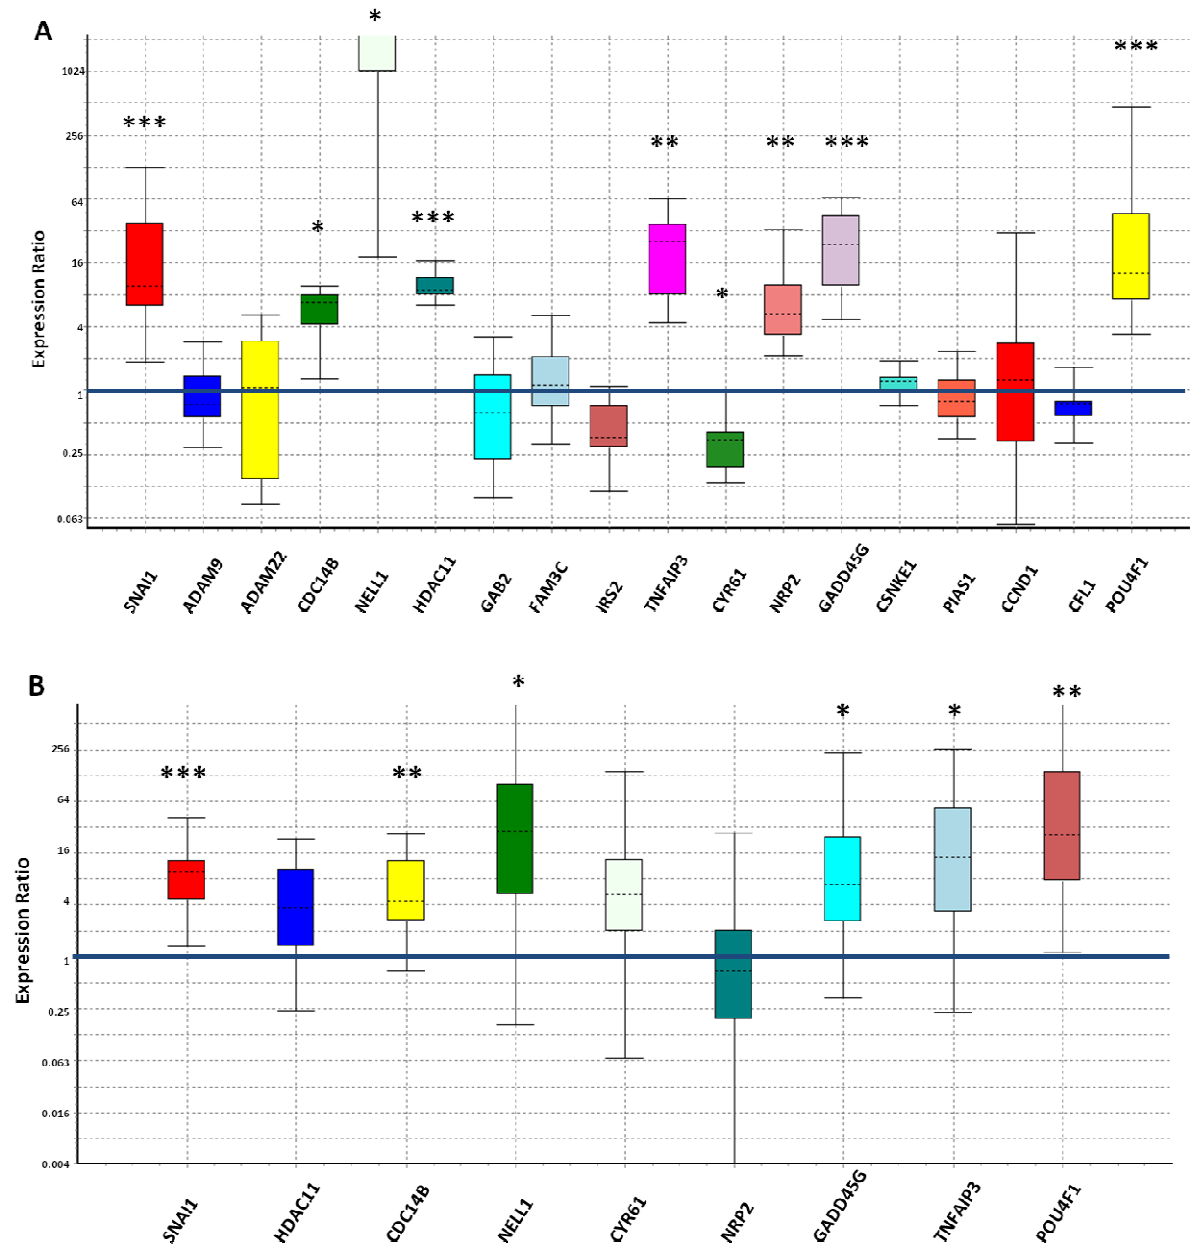 A
*
***
1024
***
256
**
**
***
64
*
***
16
*
4
1
0.25
0.063
Expression Ratio
SNAI1
ADAM9
ADAM22
CDC14B
NELL1
HDAC11
GAB2
FAM3C
IRS2
TNFAIP3
CYR61
NRP2
GADD45G
CSNKE1
PIAS1
CCND1
CFL1
POU4F1
B
*
**
*
*
256
***
**
64
16
4
1
0.25
0.063
0.016
0.004
Expression Ratio
SNAI1
HDAC11
CDC14B
NELL1
CYR61
NRP2
GADD45G
TNFAIP3
POU4F1